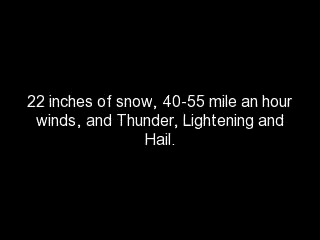 22 inches of snow, 40-55 mile an hour
winds, and Thunder, Lightening and
Hail.